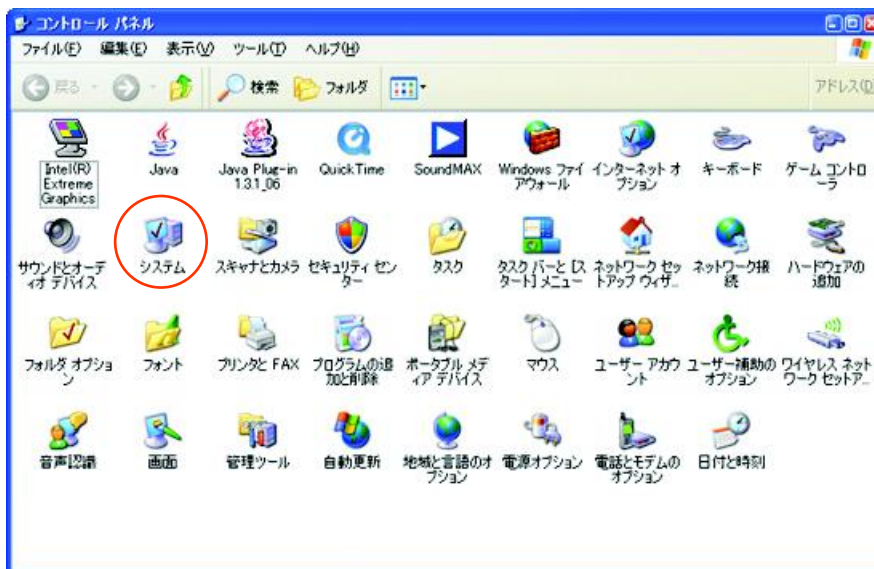 コントロール パネル
ファイル(F) 編集(E) 表示(V) ツール(T) ヘルプ(H)
戻る 検索 フォルダ アドレス(D)
Intel(R)
Extreme
Graphics
Java
Java Plug-in
1.3.1_06
QuickTime
SoundMAX
Windows ファイ
アウォール
インターネット オ
プション
キーボード
ゲーム コントロ
ーラ
サウンドとオーデ
ィオ デバイス
システム
スキャナとカメラ
セキュリティ セン
ター
タスク
タスク バーと [ス
タート] メニュー
ネットワーク セッ
トアップ ウィザ...
ネットワーク接
続
ハードウェアの
追加
フォルダ オプショ
ン
フォント
プリンタと FAX
プログラムの追
加と削除
ポータブル メデ
ィア デバイス
マウス
ユーザー アカウ
ント
ユーザー補助の
オプション
ワイヤレス ネット
ワーク セットア...
音声認識
画面
管理ツール
自動更新
地域と言語のオ
プション
電源オプション
電話とモデムの
オプション
日付と時刻